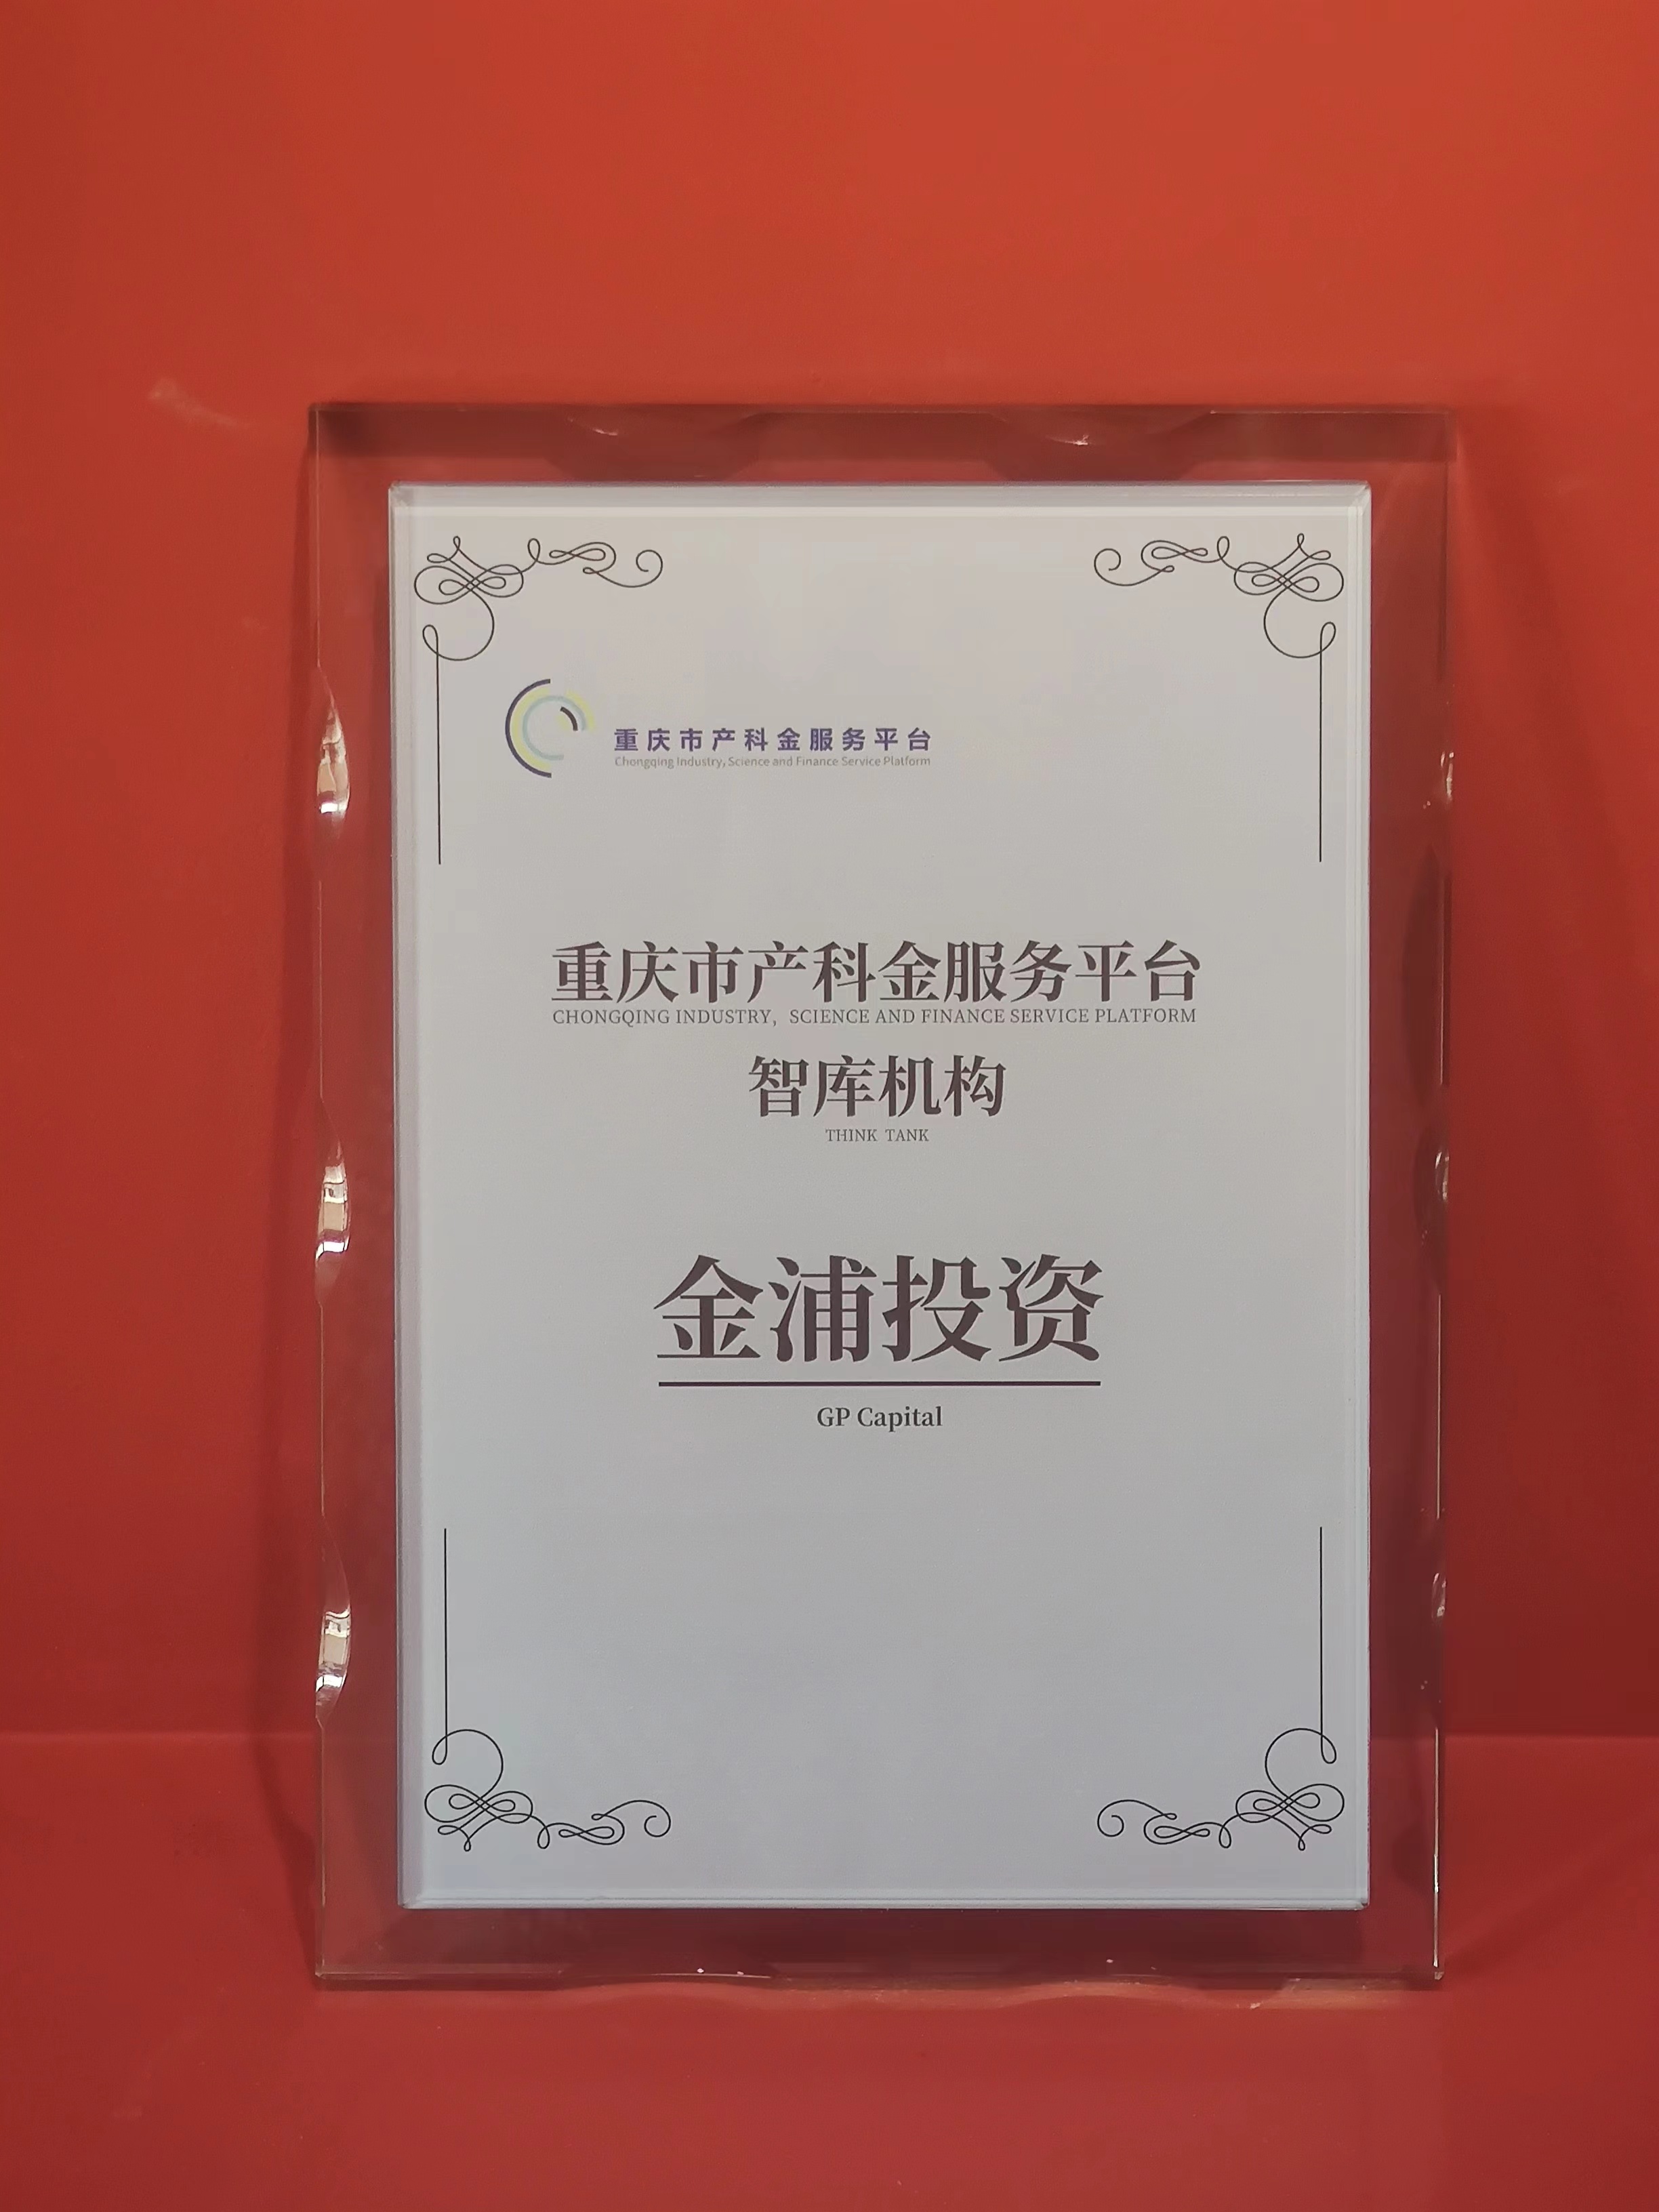 重庆市产科金服务平台
Chongqing Industry, Science and Finance Service Platform
重庆市产科金服务平台
CHONGQING INDUSTRY, SCIENCE AND FINANCE SERVICE PLATFORM
智库机构
THINK TANK
金浦投资
GP Capital